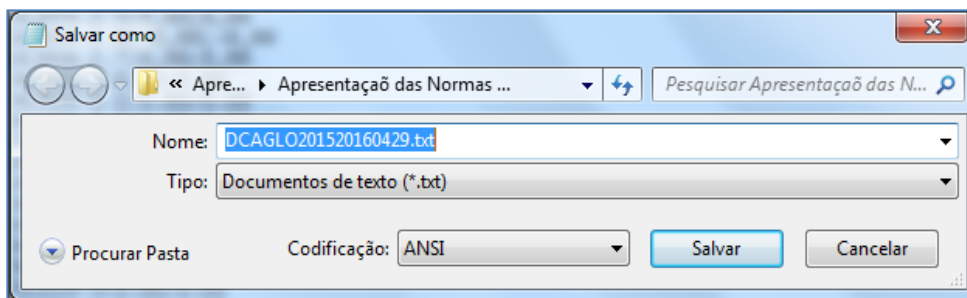 Salvar como
x
« Apre... ▸ Apresentaçaõ das Normas ...
Pesquisar Apresentaçaõ das N...
Nome: DCAGLO201520160429.txt
Tipo: Documentos de texto (*.txt)
Procurar Pasta
Codificação: ANSI
Salvar
Cancelar